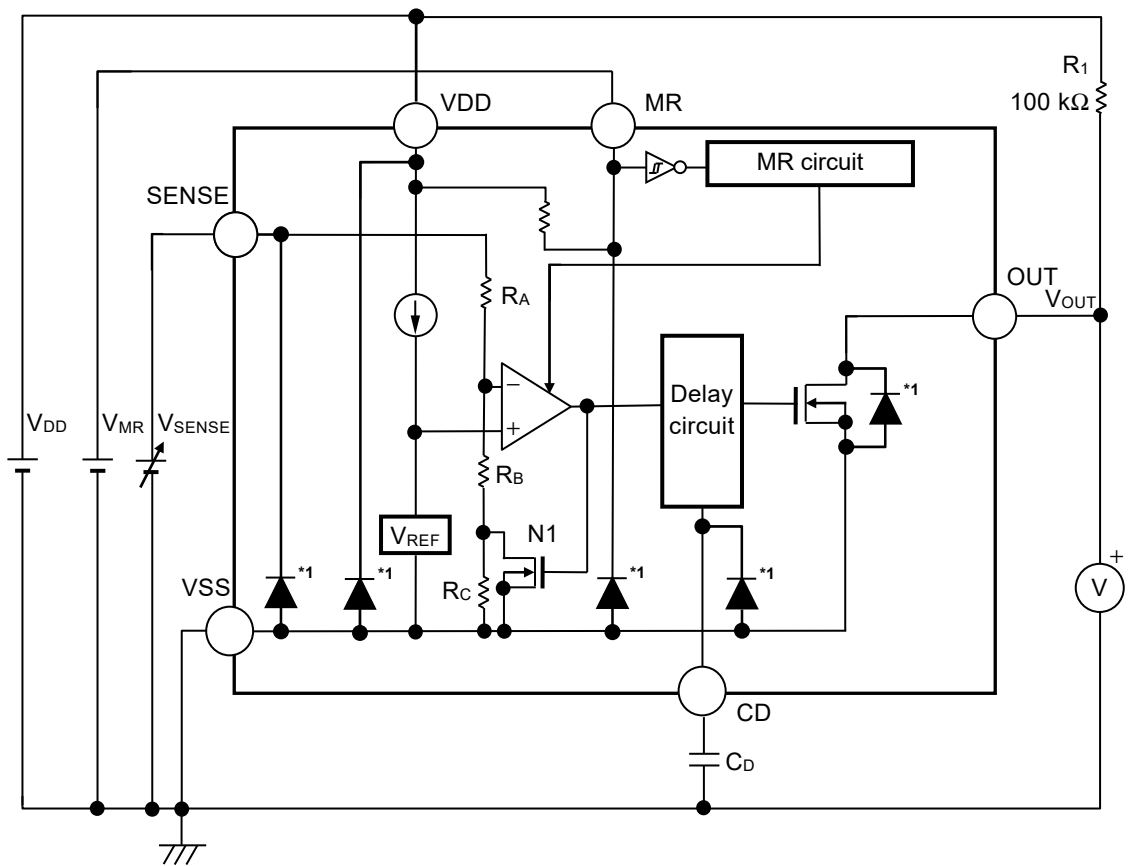 R1
100 kΩ
VDD
MR
MR circuit
SENSE
OUT
VOUT
RA
Delay
circuit
*1
VDD
VMR
VSENSE
−
+
RB
VREF
N1
RC
*1
*1
*1
*1
VSS
+
V
CD
CD